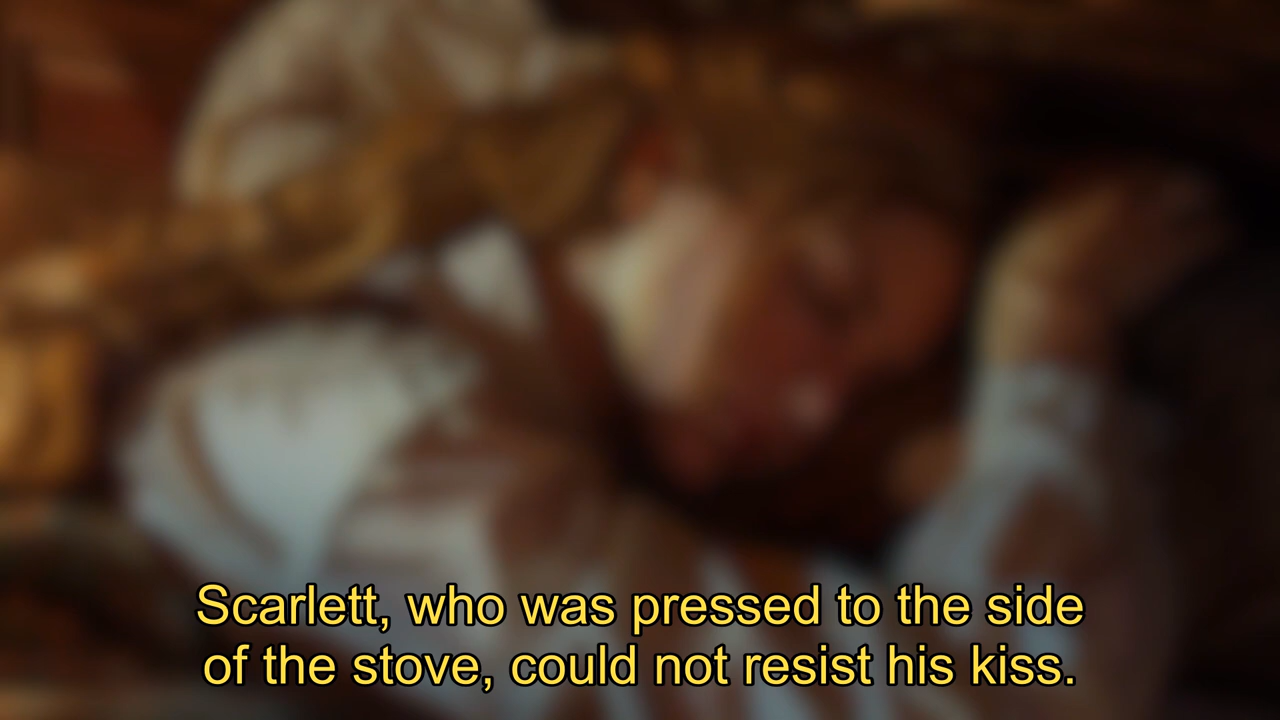 Scarlett, who was pressed to the side
of the stove, could not resist his kiss.